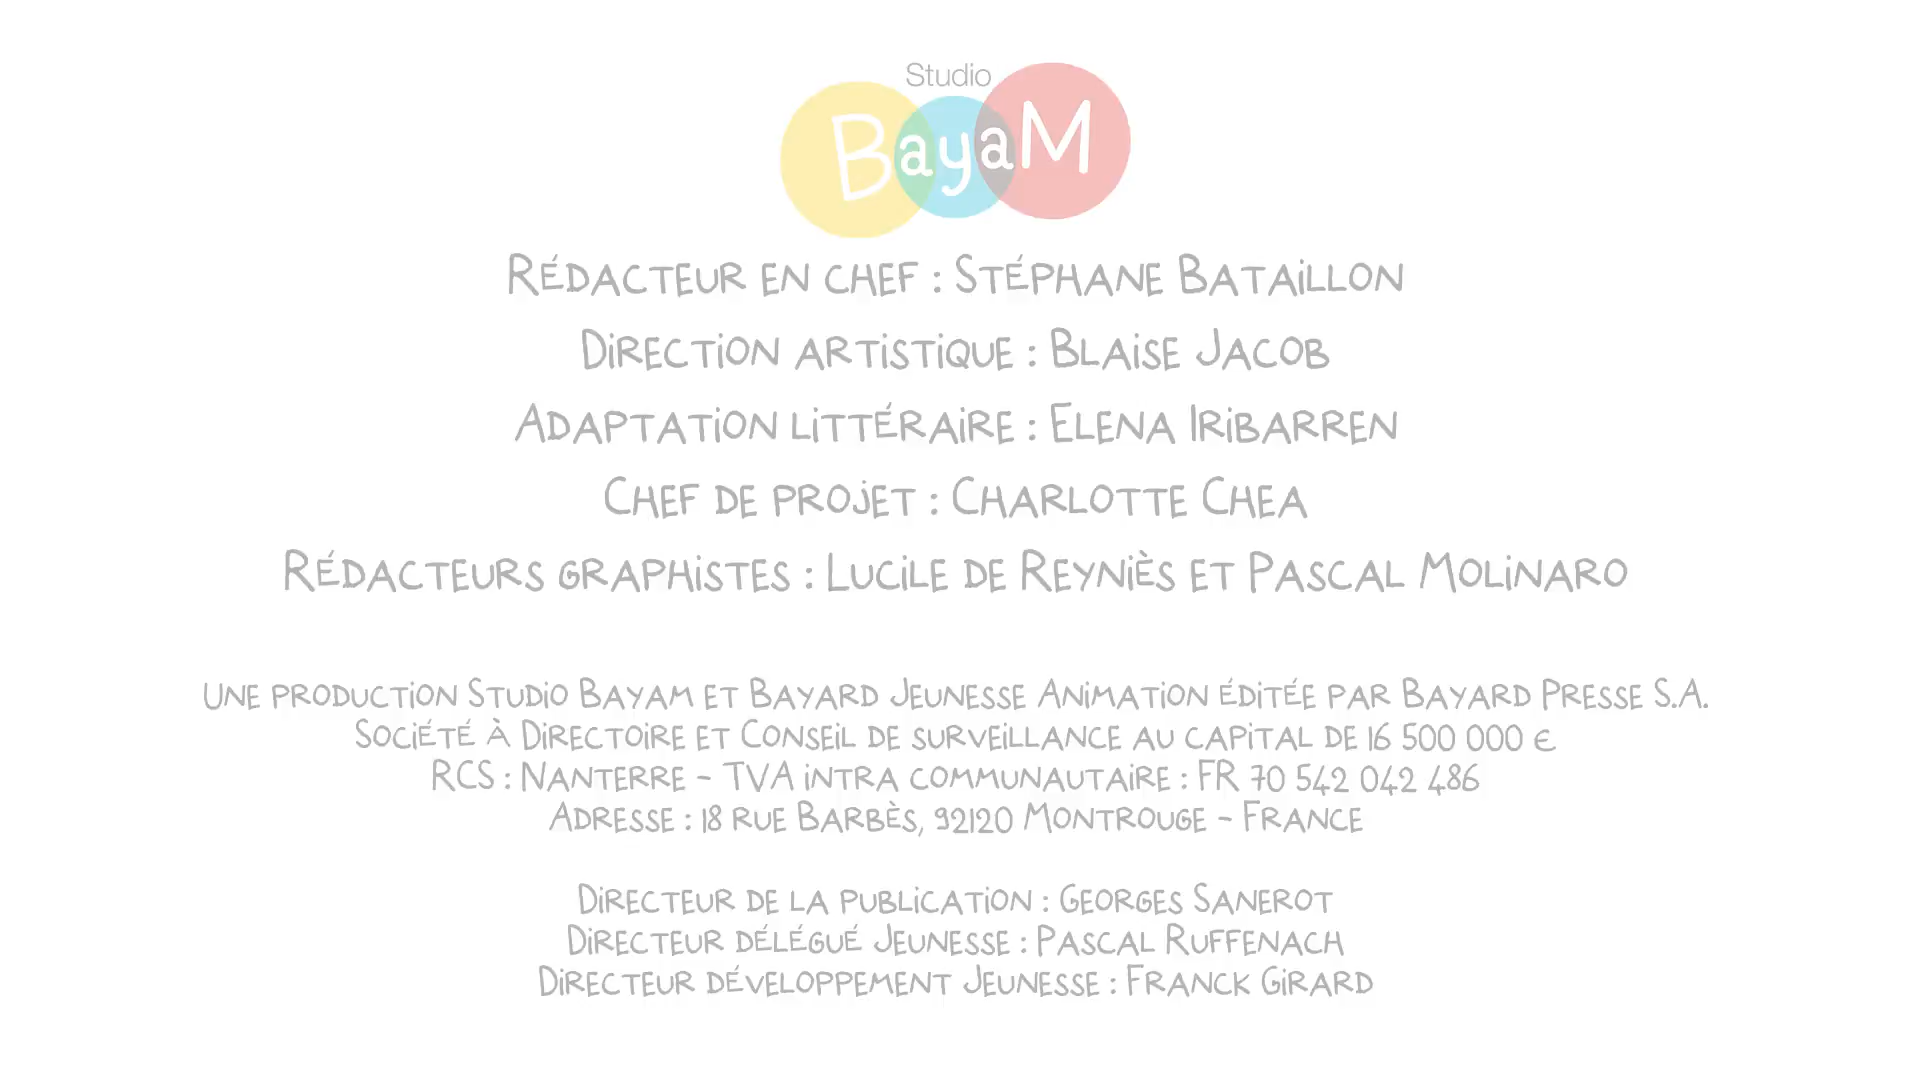 Studio
BayaM
Rédacteur en chef : Stéphane Bataillon
Direction artistique : Blaise Jacob
Adaptation littéraire : Elena Iribarren
Chef de projet : Charlotte Chea
Rédacteurs graphistes : Lucile de Reyniès et Pascal Molinaro
Une production Studio Bayam et Bayard Jeunesse Animation éditée par Bayard Presse S.A.
Société à Directoire et Conseil de surveillance au capital de 16 500 000 €
RCS : Nanterre - TVA intra communautaire : FR 70 542 042 486
Adresse : 18 rue Barbès, 92120 Montrouge - France
Directeur de la publication : Georges Sanerot
Directeur délégué Jeunesse : Pascal Ruffenach
Directeur développement Jeunesse : Franck Girard